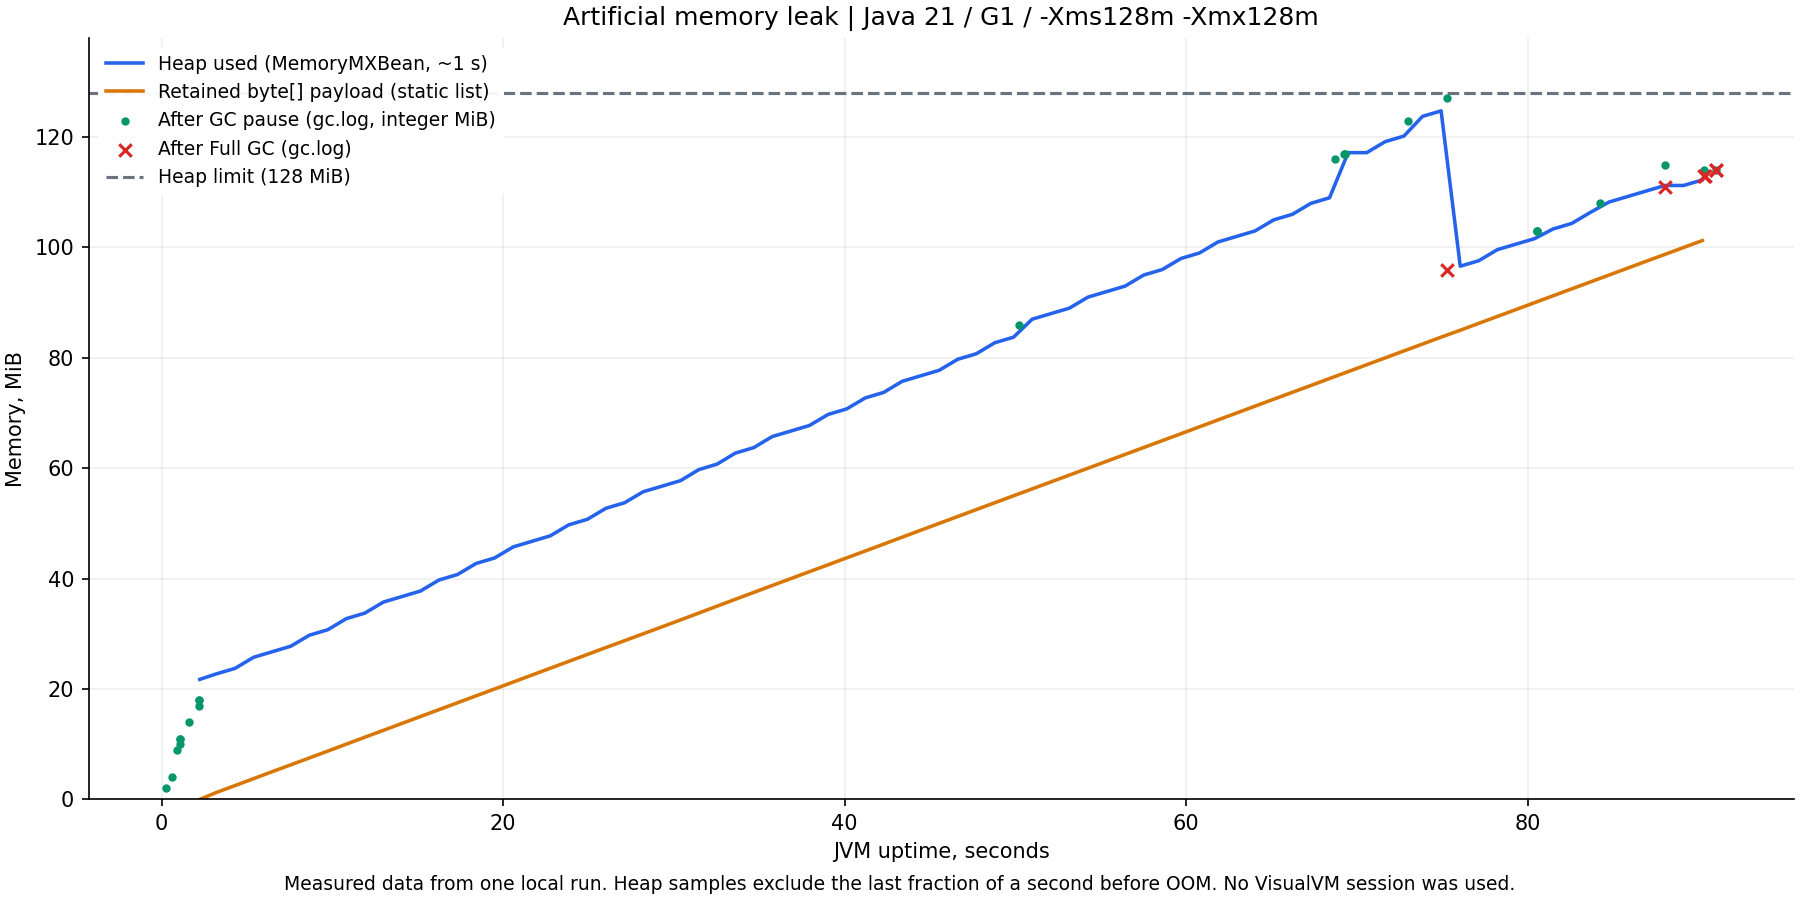 Artificial memory leak | Java 21 / G1 / -Xms128m -Xmx128m
Heap used (MemoryMXBean, ~1 s)
Retained byte[] payload (static list)
After GC pause (gc.log, integer MiB)
After Full GC (gc.log)
Heap limit (128 MiB)
Memory, MiB
120
100
80
60
40
20
0
0 20 40 60 80
JVM uptime, seconds
Measured data from one local run. Heap samples exclude the last fraction of a second before OOM. No VisualVM session was used.